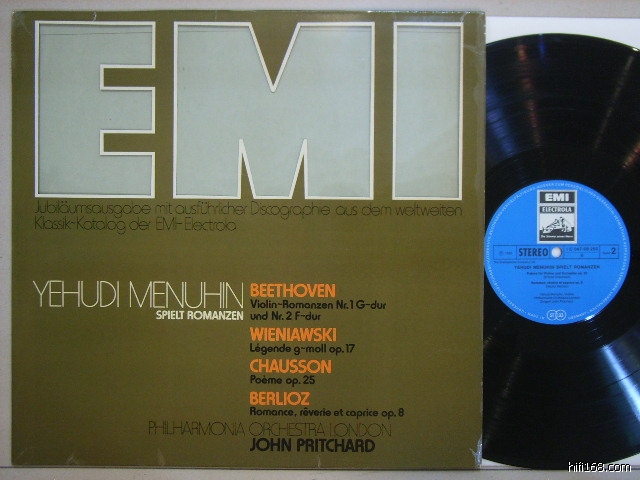 EMI
Jubiläumsausgabe mit ausführlicher Discographie aus dem weltweiten
Klassik-Katalog der EMI-Electrola
YEHUDI MENUHIN
SPIELT ROMANZEN
BEETHOVEN
Violin-Romanzen Nr. 1 G-dur
und Nr. 2 F-dur
WIENIAWSKI
Légende g-moll op. 17
CHAUSSON
Poème op. 25
BERLIOZ
Romance, rêverie et caprice op. 8
PHILHARMONIA ORCHESTRA LONDON
JOHN PRITCHARD
EMI
ELECTROLA
STEREO
2
YEHUDI MENUHIN SPIELT ROMANZEN
33
hifi168.com